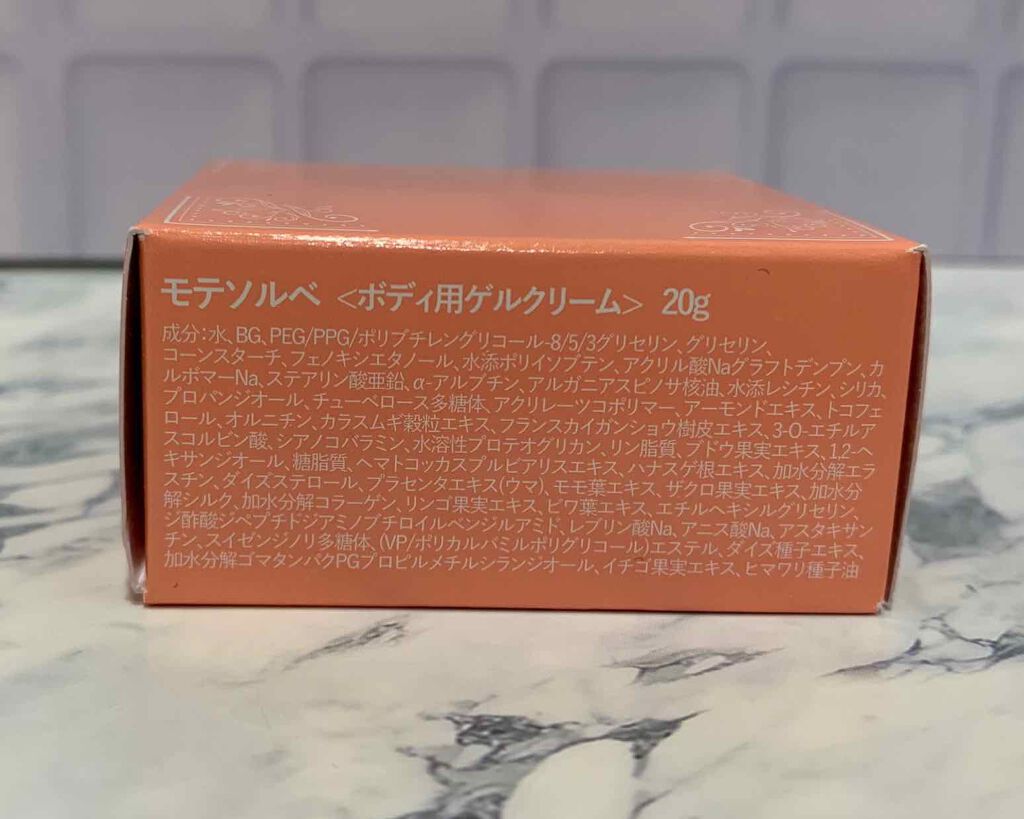 モテソルベ 〈ボディ用ゲルクリーム〉 20g
成分：水、BG、PEG/PPG/ポリブチレングリコール-8/5/3グリセリン、グリセリン、
コーンスターチ、フェノキシエタノール、水添ポリイソブテン、アクリル酸Naグラフトデンプン、カ
ルボマーNa、ステアリン酸亜鉛、α-アルブチン、アルガニアスピノサ核油、水添レシチン、シリカ、
プロパンジオール、チューベロース多糖体、アクリレーツコポリマー、アーモンドエキス、トコフェ
ロール、オルニチン、カラスムギ穀粒エキス、フランスカイガンショウ樹皮エキス、3-O-エチルア
スコルビン酸、シアノコバラミン、水溶性プロテオグリカン、リン脂質、ブドウ果実エキス、1,2-ヘ
キサンジオール、糖脂質、ヘマトコッカスプルビアリスエキス、ハナスゲ根エキス、加水分解エラ
スチン、ダイズステロール、プラセンタエキス(ウマ)、モモ葉エキス、ザクロ果実エキス、加水分
解シルク、加水分解コラーゲン、リンゴ果実エキス、ビワ葉エキス、エチルヘキシルグリセリン、
ジ酢酸ジペプチドジアミノブチロイルベンジルアミド、レブリン酸Na、アニス酸Na、アスタキサン
チン、スイゼンジノリ多糖体、(VP/ポリカルバミルポリグリコール)エステル、ダイズ種子エキス、
加水分解ゴマタンパクPGプロピルメチルシランジオール、イチゴ果実エキス、ヒマワリ種子油